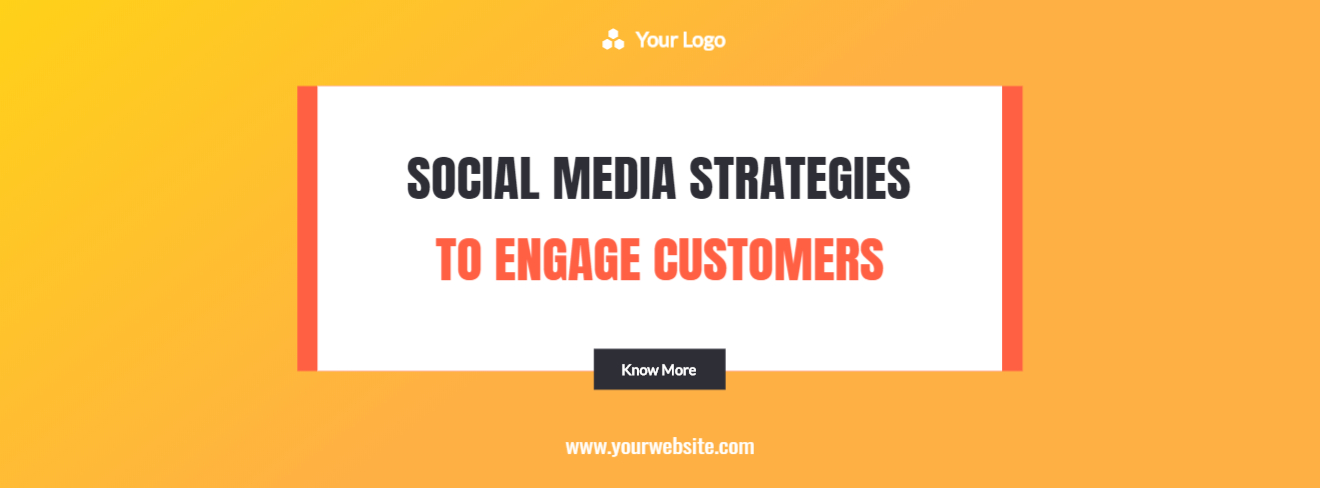 Your Logo
SOCIAL MEDIA STRATEGIES
TO ENGAGE CUSTOMERS
Know More
www.yourwebsite.com